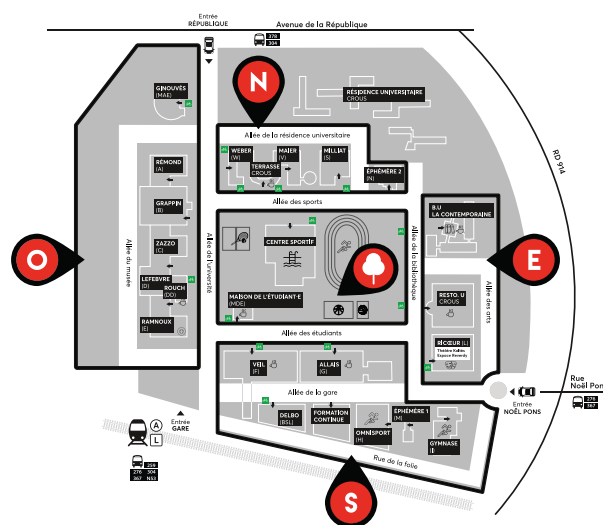 Entrée
RÉPUBLIQUE
378
304
Avenue de la République
GINOUVÈS
(MAE)
N
RÉSIDENCE UNIVERSITAIRE
CROUS
Allée de la résidence universitaire
WEBER
(W)
MAIER
(V)
MILLIAT
(S)
TERRASSE
CROUS
ÉPHÉMÈRE 2
(N)
RD 914
RÉMOND
(A)
GRAPPIN
(B)
ZAZZO
(C)
LEFEBVRE
(D)
ROUCH
(DD)
RAMNOUX
(E)
Allée du musée
Allée de l'université
O
Allée des sports
CENTRE SPORTIF
MAISON DE L'ÉTUDIANT·E
(MDE)
Allée de la bibliothèque
B.U
LA CONTEMPORAINE
E
Allée des arts
RESTO. U
CROUS
RICŒUR (L)
Théâtre Koltès
Espace Reverdy
Allée des étudiants
VEIL
(F)
ALLAIS
(G)
Allée de la gare
DELBO
(BSL)
FORMATION
CONTINUE
OMNISPORT
(H)
ÉPHÉMÈRE 1
(M)
GYMNASE
(I)
Rue de la folie
S
Entrée
NOËL PONS
Rue
Noël Pons
276
367
Entrée
GARE
A
L
259
276 304
367 N53